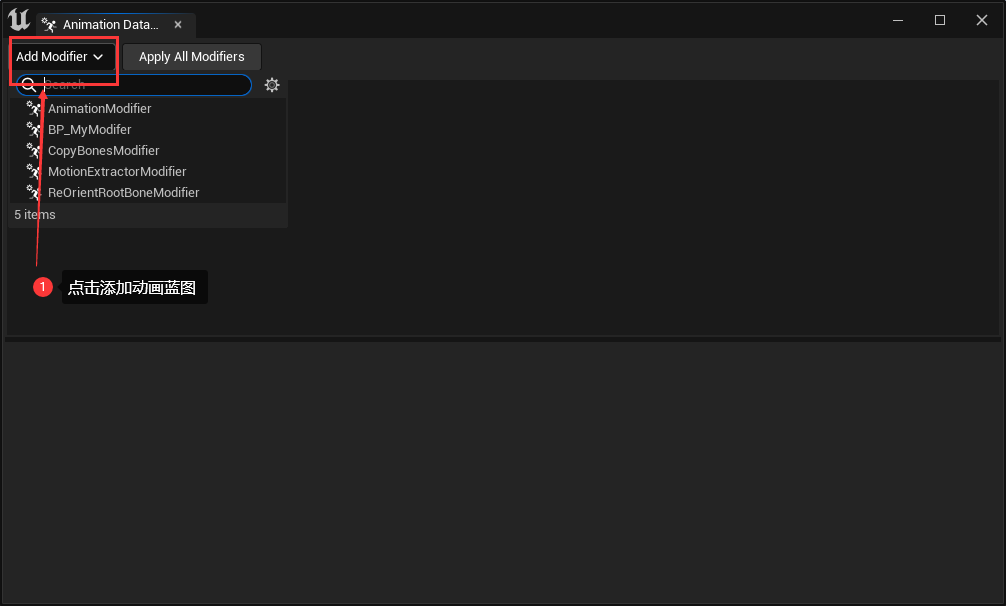 Animation Data...
Add Modifier
Apply All Modifiers
Search
AnimationModifier
BP_MyModifer
CopyBonesModifier
MotionExtractorModifier
ReOrientRootBoneModifier
5 items
1 点击添加动画蓝图